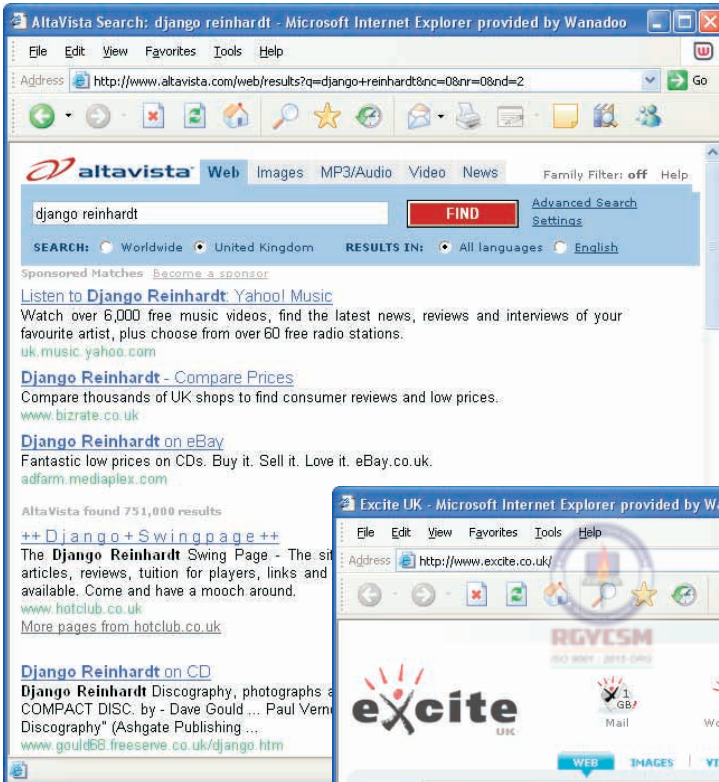 AltaVista Search: django reinhardt - Microsoft Internet Explorer provided by Wanadoo
File Edit View Favorites Tools Help
Address http://www.altavista.com/web/results?q=django+reinhardt&nc=0&nr=0&nd=2 Go
altavista Web Images MP3/Audio Video News Family Filter: off Help
django reinhardt FIND Advanced Search
Settings
SEARCH: Worldwide United Kingdom RESULTS IN: All languages English
Sponsored Matches Become a sponsor
Listen to Django Reinhardt: Yahoo! Music
Watch over 6,000 free music videos, find the latest news, reviews and interviews of your
favourite artist, plus choose from over 60 free radio stations.
uk.music.yahoo.com
Django Reinhardt - Compare Prices
Compare thousands of UK shops to find consumer reviews and low prices.
www.bizrate.co.uk
Django Reinhardt on eBay
Fantastic low prices on CDs. Buy it. Sell it. Love it. eBay.co.uk.
adfarm.mediaplex.com
AltaVista found 751,000 results
++Django+Swingpage++
The Django Reinhardt Swing Page - The sit
articles, reviews, tuition for players, links and
available. Come and have a mooch around.
www.hotclub.co.uk
More pages from hotclub.co.uk
Django Reinhardt on CD
Django Reinhardt Discography, photographs a
COMPACT DISC. by - Dave Gould ... Paul Vern
Discography" (Ashgate Publishing ...
www.gould68.freeserve.co.uk/django.htm
Excite UK - Microsoft Internet Explorer provided by Wa
File Edit View Favorites Tools Help
Address http://www.excite.co.uk/
RGYCSM
ISO 9001 : 2015 ORG
excite
UK
1
GB/
Mail
WEB IMAGES